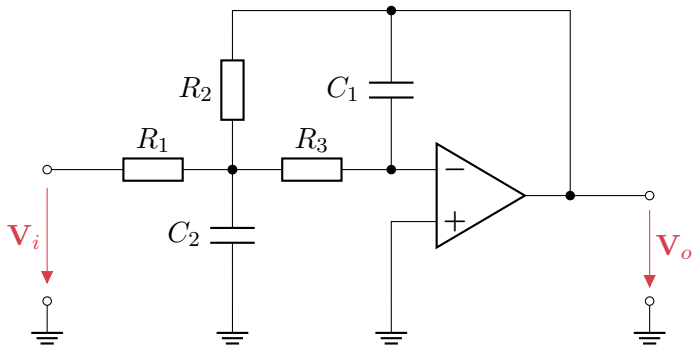 R₂
C₁
R₁
R₃
−
C₂
+
Vᵢ
Vₒ